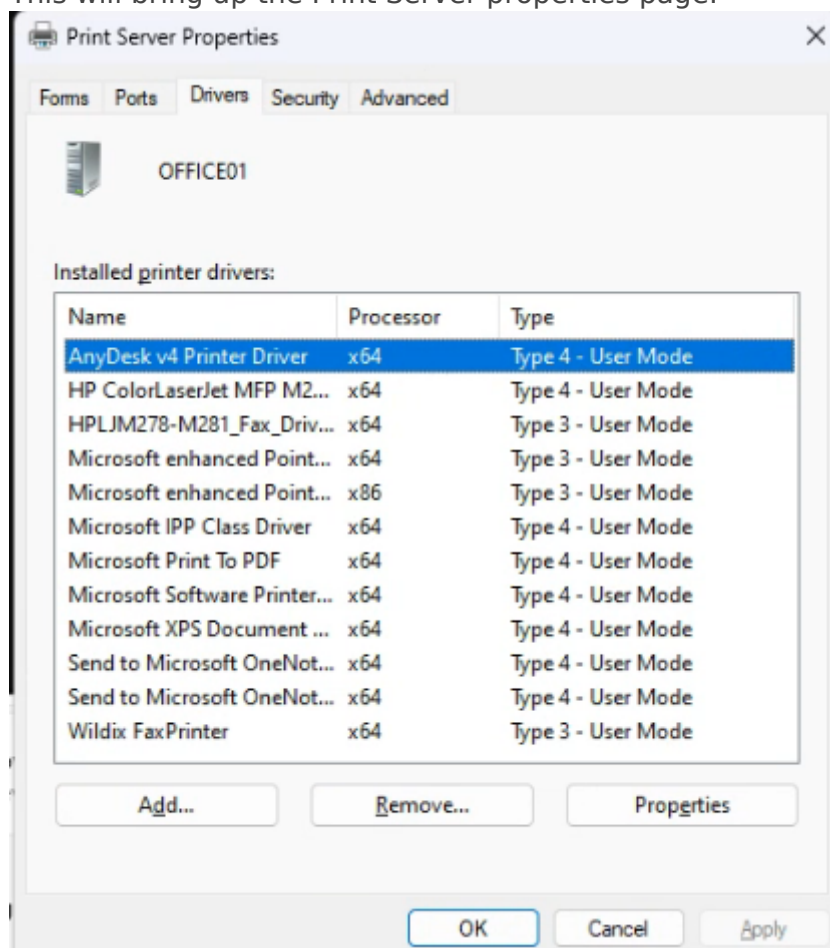 This will bring up the Print Server properties page.
Print Server Properties
Forms Ports Drivers Security Advanced
OFFICE01
Installed printer drivers:
Name Processor Type
AnyDesk v4 Printer Driver x64 Type 4 - User Mode
HP ColorLaserJet MFP M2... x64 Type 4 - User Mode
HPLJM278-M281_Fax_Driv... x64 Type 3 - User Mode
Microsoft enhanced Point... x64 Type 3 - User Mode
Microsoft enhanced Point... x86 Type 3 - User Mode
Microsoft IPP Class Driver x64 Type 4 - User Mode
Microsoft Print To PDF x64 Type 4 - User Mode
Microsoft Software Printer... x64 Type 4 - User Mode
Microsoft XPS Document ... x64 Type 4 - User Mode
Send to Microsoft OneNot... x64 Type 4 - User Mode
Send to Microsoft OneNot... x64 Type 4 - User Mode
Wildix FaxPrinter x64 Type 3 - User Mode
Add... Remove... Properties
OK Cancel Apply